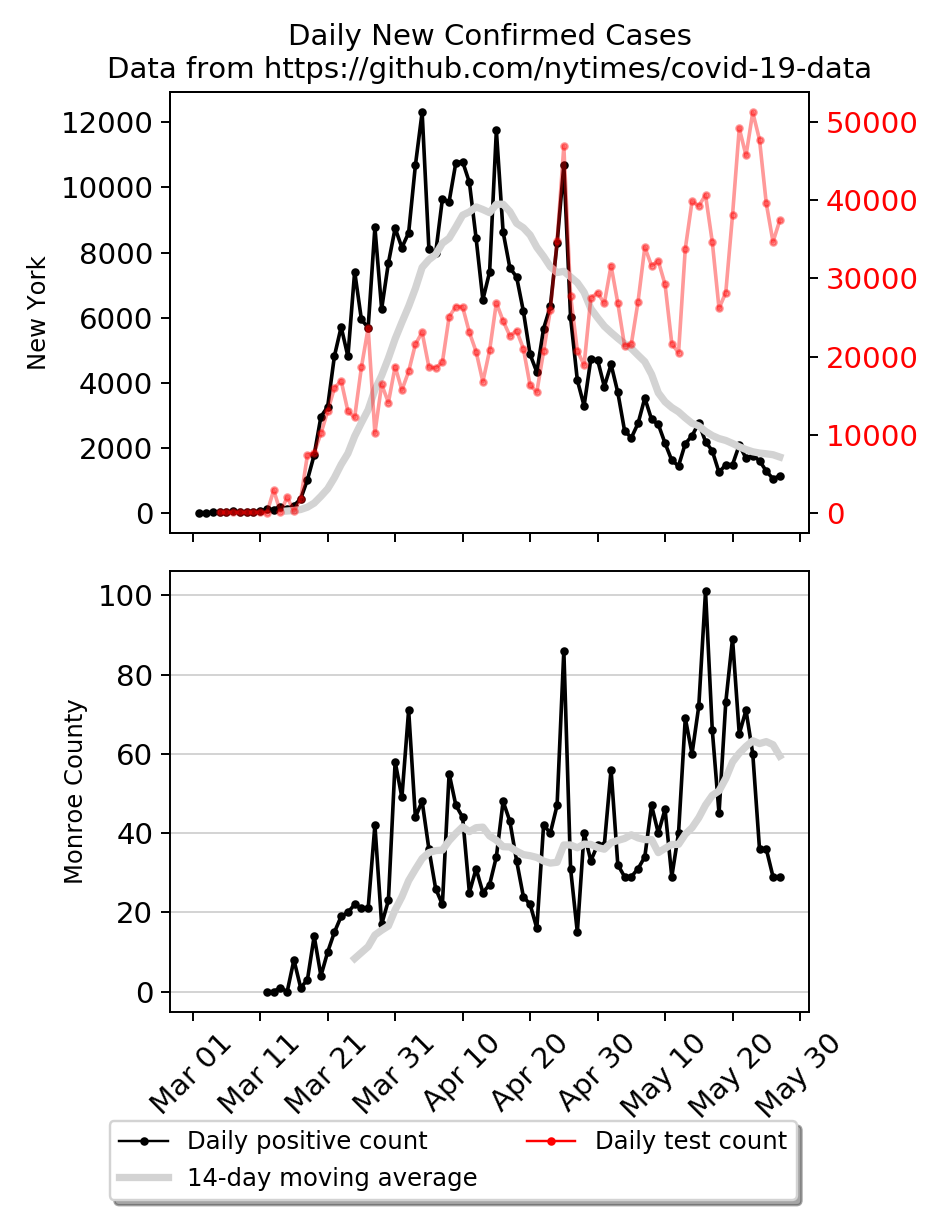 Daily New Confirmed Cases
Data from https://github.com/nytimes/covid-19-data
12000
10000
8000
6000
4000
2000
0
New York
50000
40000
30000
20000
10000
0
100
80
60
40
20
0
Monroe County
Mar 01
Mar 11
Mar 21
Mar 31
Apr 10
Apr 20
Apr 30
May 10
May 20
May 30
Daily positive count
14-day moving average
Daily test count